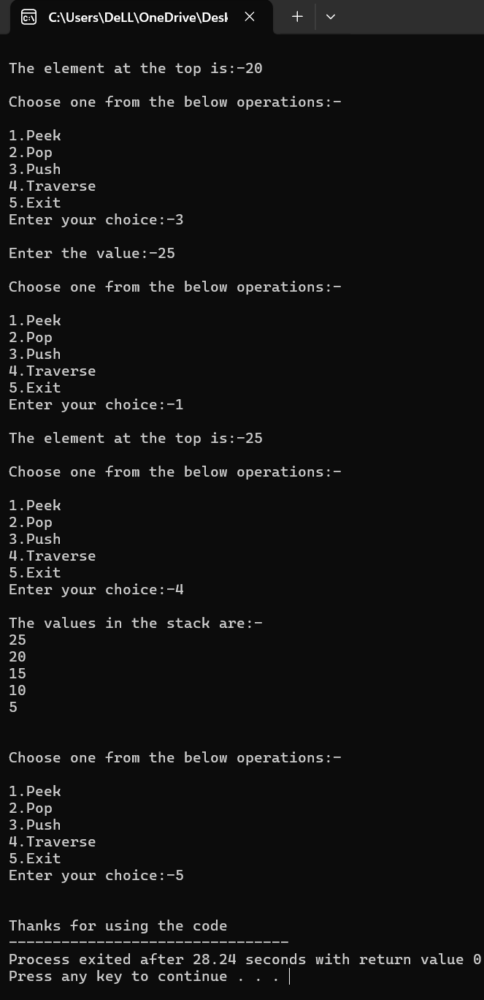 C:\Users\DeLL\OneDrive\Desl
The element at the top is:-20
Choose one from the below operations:-
1.Peek
2.Pop
3.Push
4.Traverse
5.Exit
Enter your choice:-3
Enter the value:-25
Choose one from the below operations:-
1.Peek
2.Pop
3.Push
4.Traverse
5.Exit
Enter your choice:-1
The element at the top is:-25
Choose one from the below operations:-
1.Peek
2.Pop
3.Push
4.Traverse
5.Exit
Enter your choice:-4
The values in the stack are:-
25
20
15
10
5
Choose one from the below operations:-
1.Peek
2.Pop
3.Push
4.Traverse
5.Exit
Enter your choice:-5
Thanks for using the code
--------------------------------
Process exited after 28.24 seconds with return value 0
Press any key to continue . . .